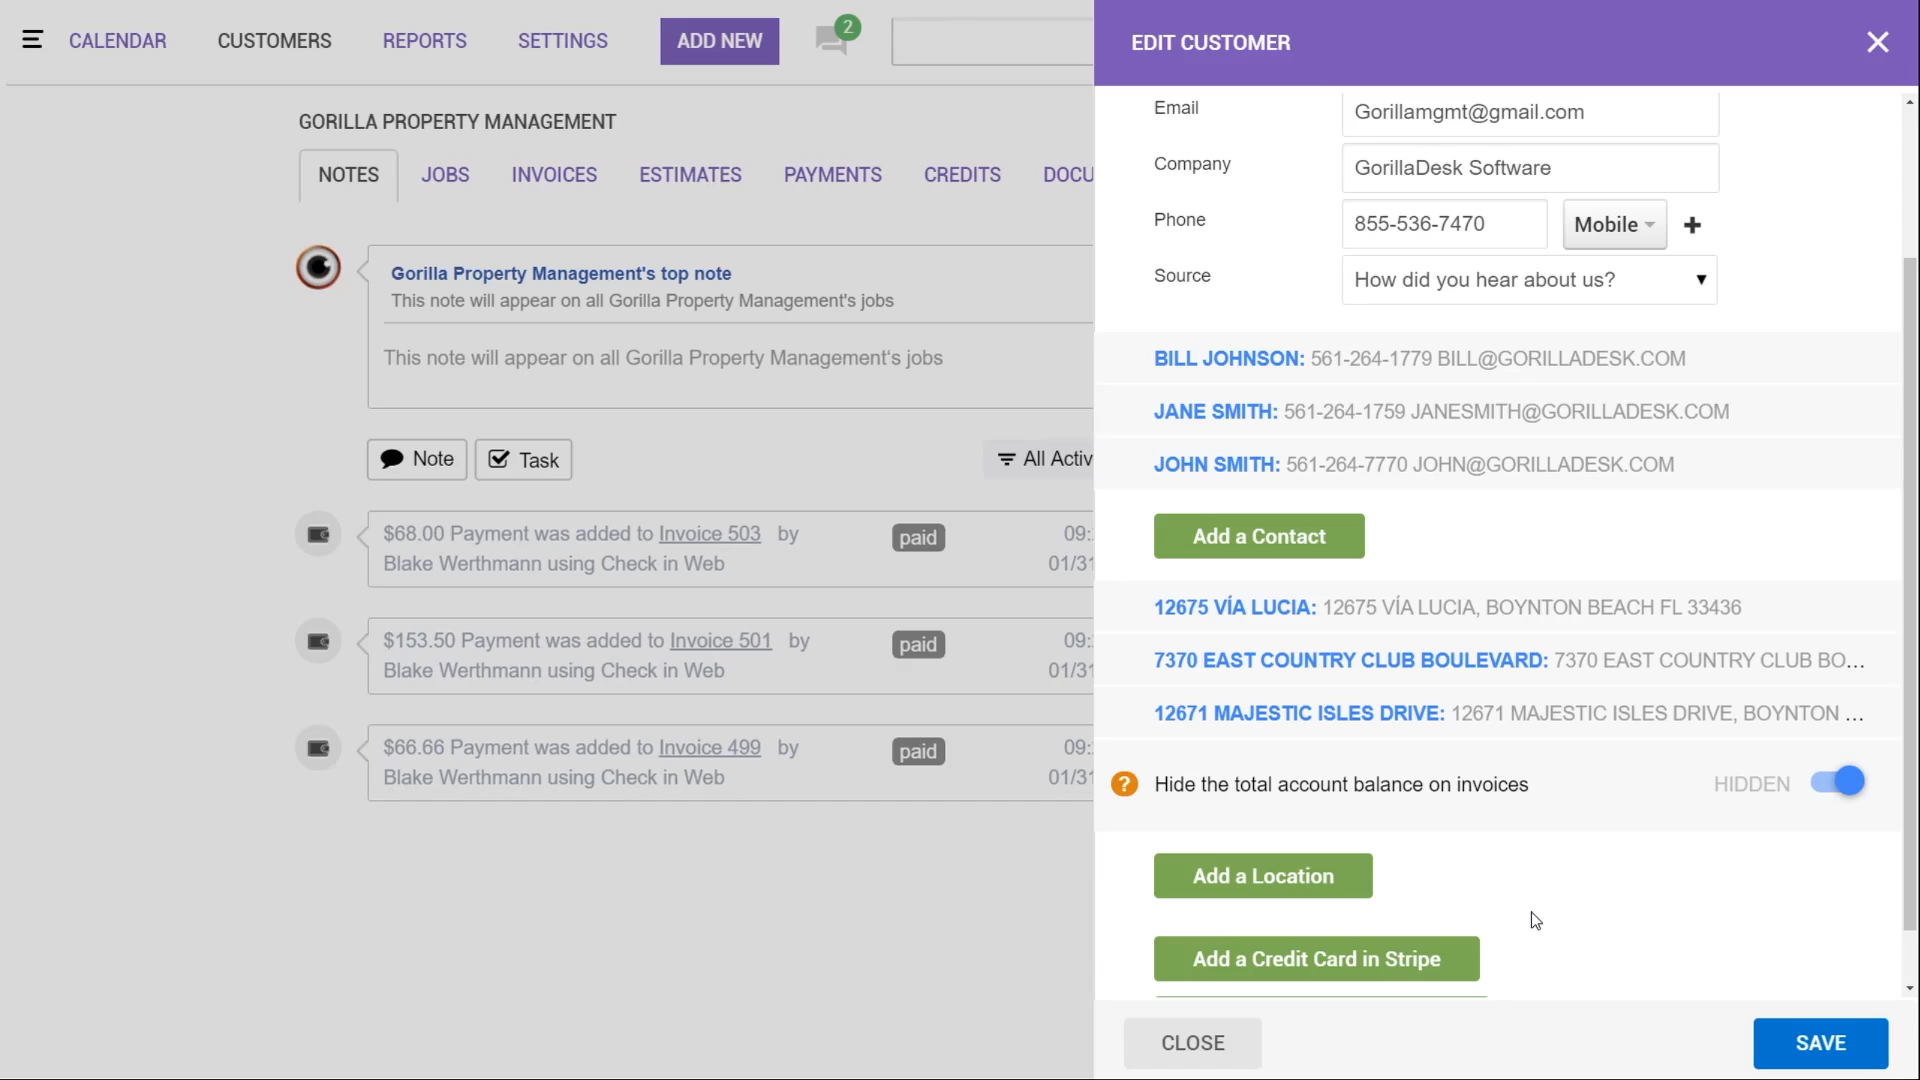 CALENDAR CUSTOMERS REPORTS SETTINGS ADD NEW 2
GORILLA PROPERTY MANAGEMENT
NOTES JOBS INVOICES ESTIMATES PAYMENTS CREDITS DOCU
Gorilla Property Management's top note
This note will appear on all Gorilla Property Management's jobs
This note will appear on all Gorilla Property Management's jobs
Note Task All Activ
$68.00 Payment was added to Invoice 503 by paid 09:
Blake Werthmann using Check in Web 01/31
$153.50 Payment was added to Invoice 501 by paid 09:
Blake Werthmann using Check in Web 01/31
$66.66 Payment was added to Invoice 499 by paid 09:
Blake Werthmann using Check in Web 01/31
EDIT CUSTOMER
Email Gorillamgmt@gmail.com
Company GorillaDesk Software
Phone 855-536-7470 Mobile
Source How did you hear about us?
BILL JOHNSON: 561-264-1779 BILL@GORILLADESK.COM
JANE SMITH: 561-264-1759 JANESMITH@GORILLADESK.COM
JOHN SMITH: 561-264-7770 JOHN@GORILLADESK.COM
Add a Contact
12675 VÍA LUCIA: 12675 VÍA LUCIA, BOYNTON BEACH FL 33436
7370 EAST COUNTRY CLUB BOULEVARD: 7370 EAST COUNTRY CLUB BO...
12671 MAJESTIC ISLES DRIVE: 12671 MAJESTIC ISLES DRIVE, BOYNTON ...
? Hide the total account balance on invoices HIDDEN
Add a Location
Add a Credit Card in Stripe
CLOSE SAVE